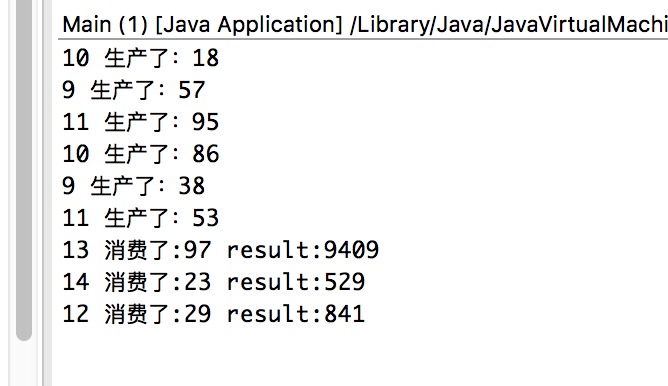 Main (1) [Java Application] /Library/Java/JavaVirtualMachi
10 生产了：18
9 生产了：57
11 生产了：95
10 生产了：86
9 生产了：38
11 生产了：53
13 消费了:97 result:9409
14 消费了:23 result:529
12 消费了:29 result:841